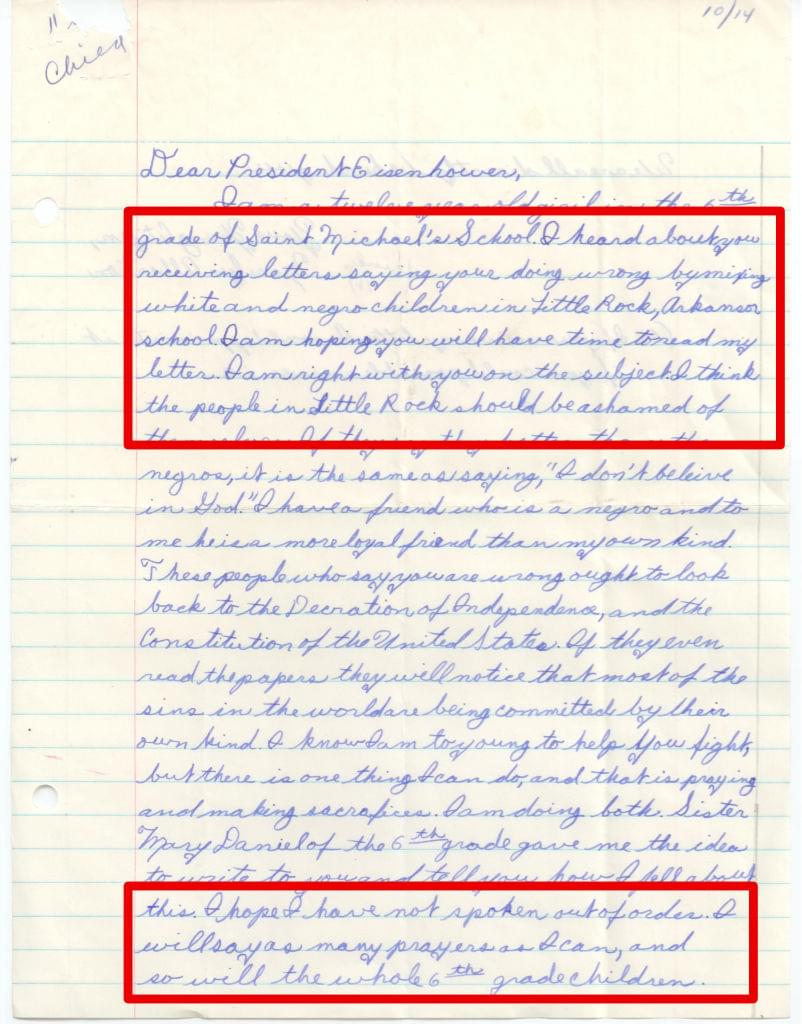 10/14
Dear President Eisenhower,
I am a twelve year old girl in the 6th
grade of Saint Michael's School. I heard about you
receiving letters saying your doing wrong by mixing
white and negro children in Little Rock, Arkansas
school. I am hoping you will have time to read my
letter. I am right with you on the subject. I think
the people in Little Rock should be ashamed of
themselves. If they say they better than the
negros, it is the same as saying, "I don't beleive
in God." I have a friend who is a negro and to
me he is a more loyal friend than my own kind.
These people who say you are wrong ought to look
back to the Decration of Independence, and the
Constitution of the United States. If they even
read the papers they will notice that most of the
sins in the world are being committed by their
own kind. I know I am to young to help you fight,
but there is one thing I can do, and that is praying
and making sacrafices. I am doing both. Sister
Mary Daniel of the 6th grade gave me the idea
to write to you and tell you how I fell about
this. I hope I have not spoken out of order. I
will say as many prayers as I can, and
so will the whole 6th grade children.